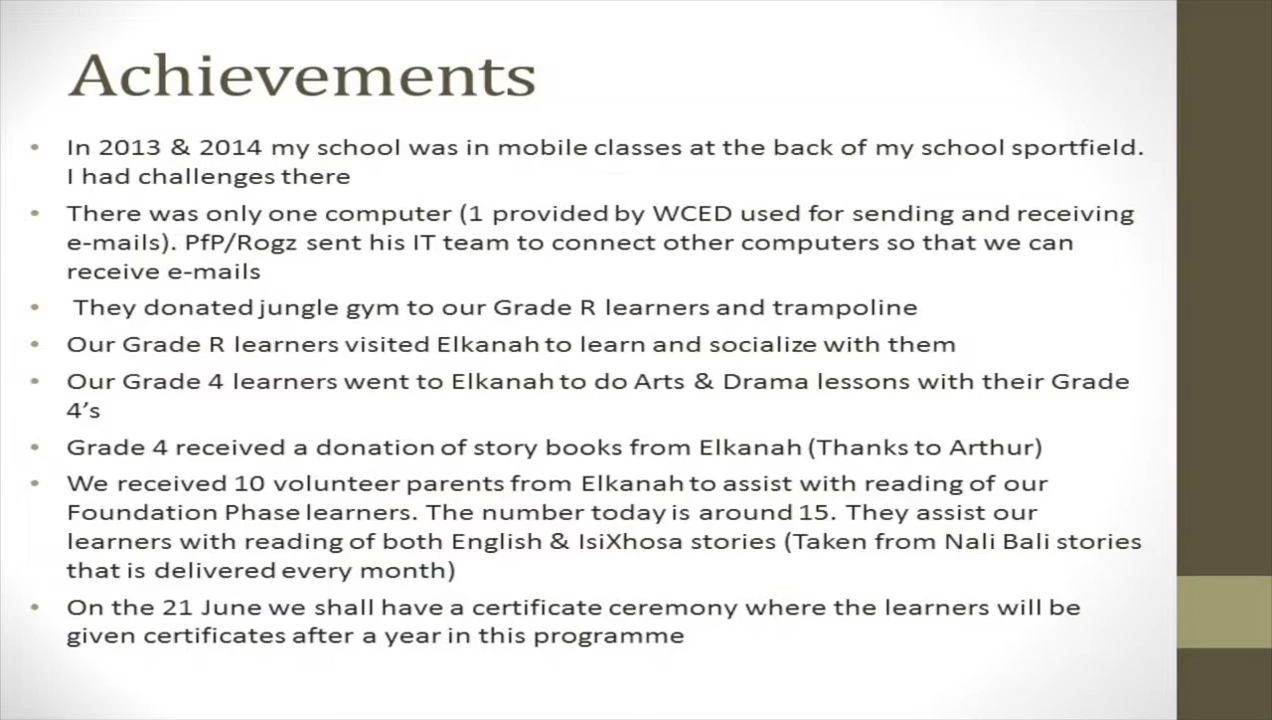 Achievements
• In 2013 & 2014 my school was in mobile classes at the back of my school sportfield.
I had challenges there
• There was only one computer (1 provided by WCED used for sending and receiving
e-mails). PfP/Rogz sent his IT team to connect other computers so that we can
receive e-mails
• They donated jungle gym to our Grade R learners and trampoline
• Our Grade R learners visited Elkanah to learn and socialize with them
• Our Grade 4 learners went to Elkanah to do Arts & Drama lessons with their Grade
4’s
• Grade 4 received a donation of story books from Elkanah (Thanks to Arthur)
• We received 10 volunteer parents from Elkanah to assist with reading of our
Foundation Phase learners. The number today is around 15. They assist our
learners with reading of both English & IsiXhosa stories (Taken from Nali Bali stories
that is delivered every month)
• On the 21 June we shall have a certificate ceremony where the learners will be
given certificates after a year in this programme